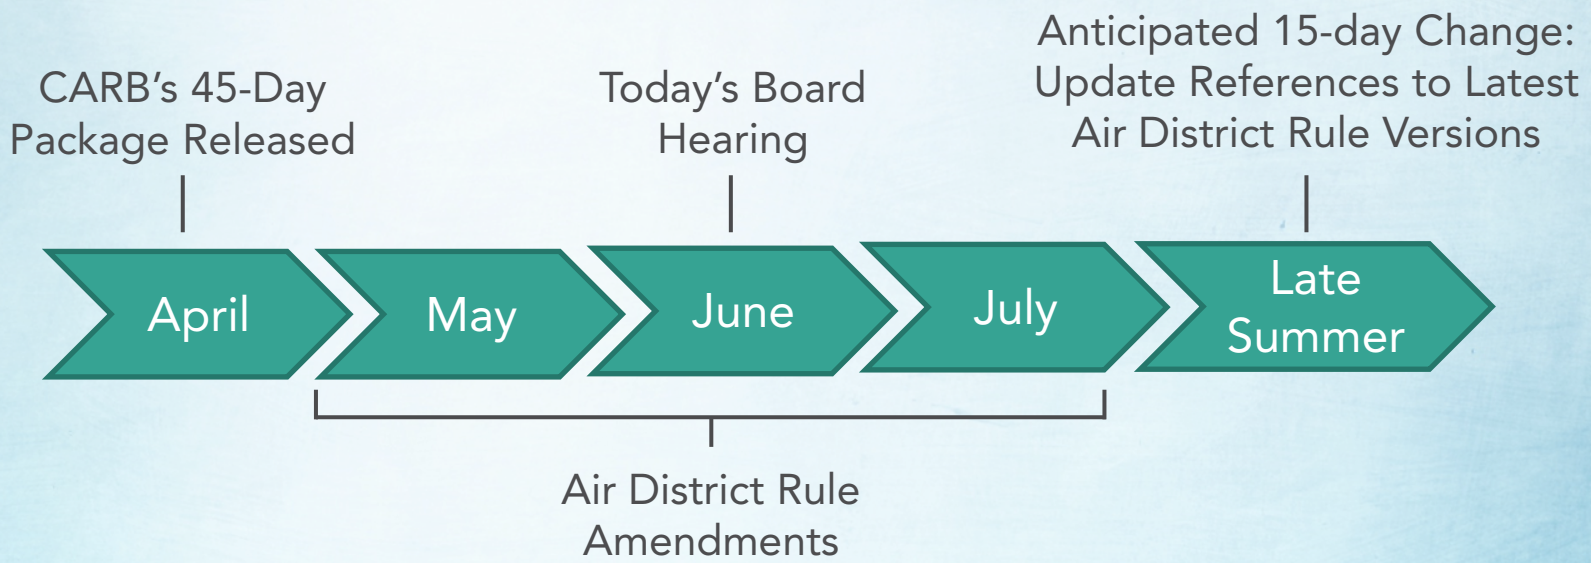 CARB's 45-Day
Package Released
Today's Board
Hearing
Anticipated 15-day Change:
Update References to Latest
Air District Rule Versions
April
May
June
July
Late
Summer
Air District Rule
Amendments